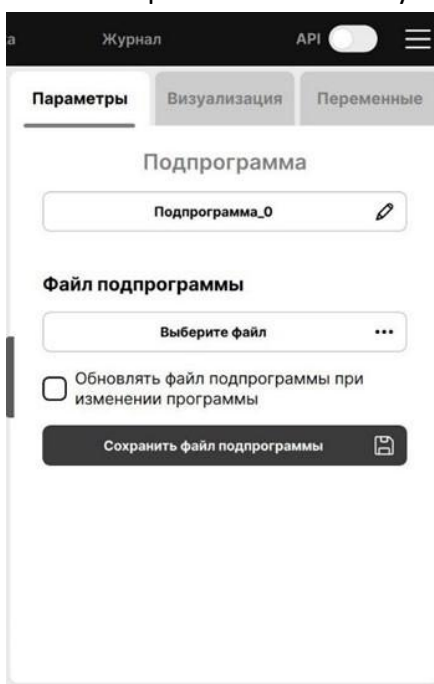 Журнал API
Параметры Визуализация Переменные
Подпрограмма
Подпрограмма_0
Файл подпрограммы
Выберите файл
Обновлять файл подпрограммы при
изменении программы
Сохранить файл подпрограммы